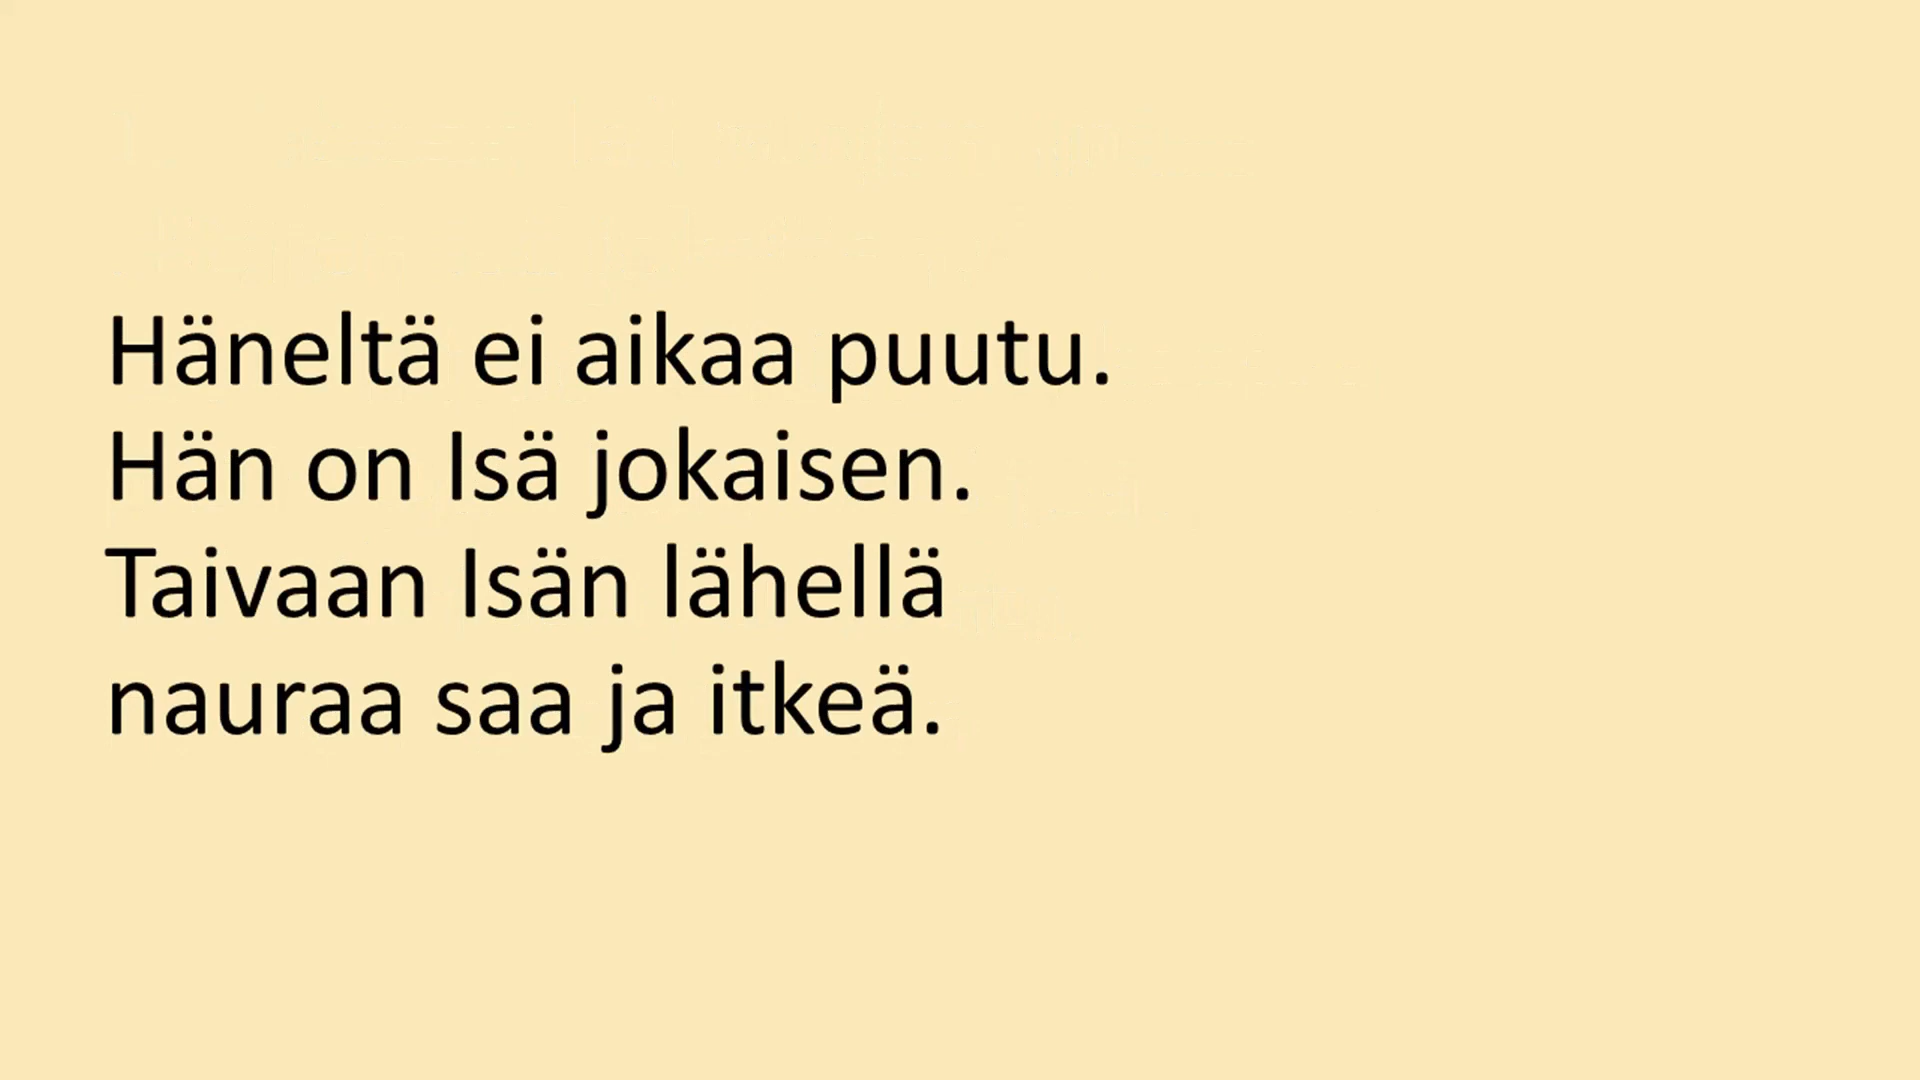 Häneltä ei aikaa puutu.
Hän on Isä jokaisen.
Taivaan Isän lähellä
nauraa saa ja itkeä.